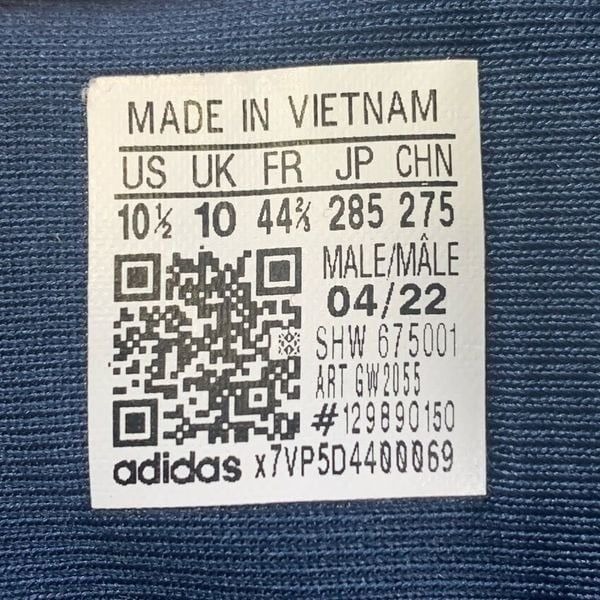 MADE IN VIETNAM
US UK FR JP CHN
10½ 10 44⅔ 285 275
MALE/MÂLE
04/22
SHW 675001
ART GW2055
#129890150
adidas x7VP5D4400069